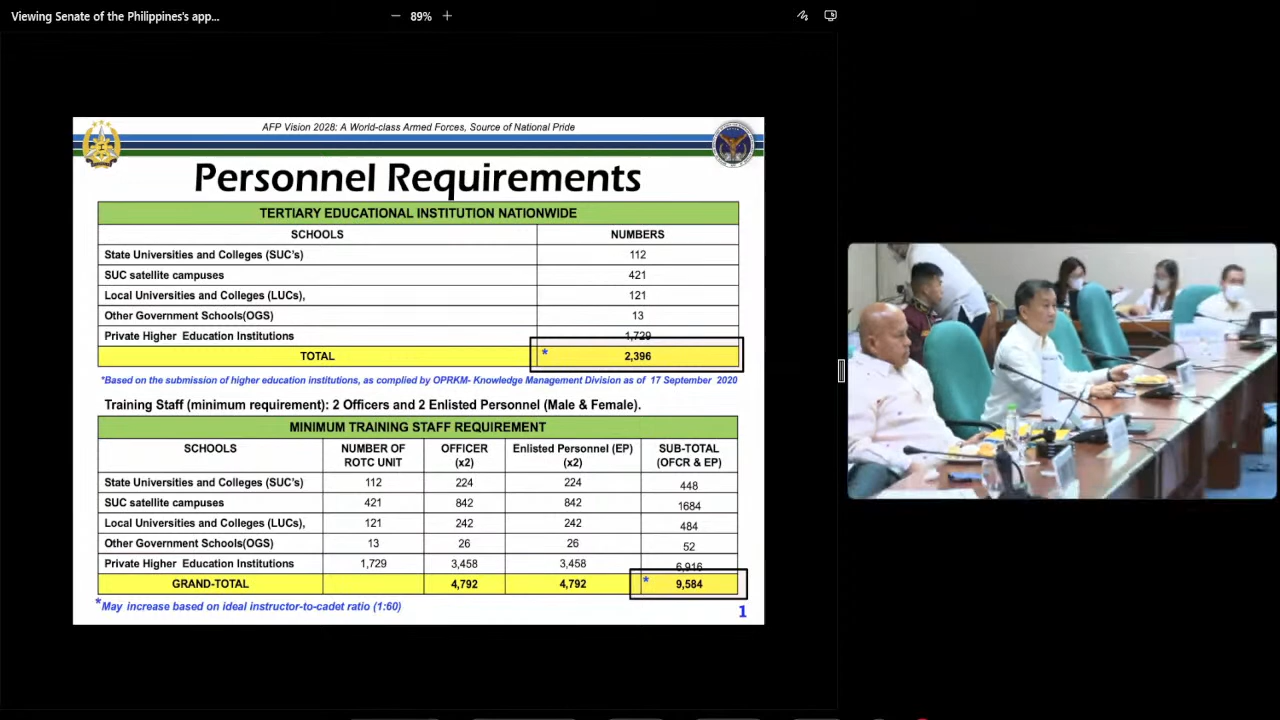 Viewing Senate of the Philippines's app...
89%
AFP Vision 2028: A World-class Armed Forces, Source of National Pride
Personnel Requirements
TERTIARY EDUCATIONAL INSTITUTION NATIONWIDE
SCHOOLS NUMBERS
State Universities and Colleges (SUC's) 112
SUC satellite campuses 421
Local Universities and Colleges (LUCs), 121
Other Government Schools(OGS) 13
Private Higher Education Institutions 1,729
TOTAL * 2,396
*Based on the submission of higher education institutions, as complied by OPRKM- Knowledge Management Division as of 17 September 2020
Training Staff (minimum requirement): 2 Officers and 2 Enlisted Personnel (Male & Female).
MINIMUM TRAINING STAFF REQUIREMENT
SCHOOLS NUMBER OF ROTC UNIT OFFICER (x2) Enlisted Personnel (EP) (x2) SUB-TOTAL (OFCR & EP)
State Universities and Colleges (SUC's) 112 224 224 448
SUC satellite campuses 421 842 842 1684
Local Universities and Colleges (LUCs), 121 242 242 484
Other Government Schools(OGS) 13 26 26 52
Private Higher Education Institutions 1,729 3,458 3,458 6,916
GRAND-TOTAL 4,792 4,792 * 9,584
*May increase based on ideal instructor-to-cadet ratio (1:60)
1